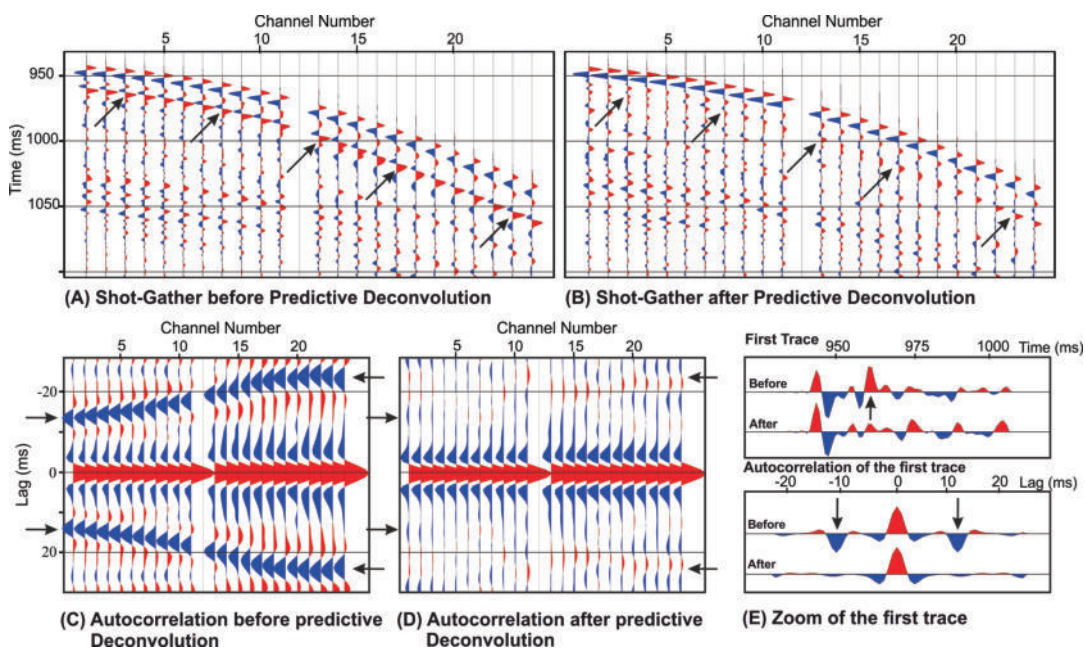 Channel Number
5 10 15 20
Time (ms)
950
1000
1050
(A) Shot-Gather before Predictive Deconvolution
Channel Number
5 10 15 20
(B) Shot-Gather after Predictive Deconvolution
Channel Number
5 10 15 20
Lag (ms)
-20
0
20
(C) Autocorrelation before predictive
Deconvolution
Channel Number
5 10 15 20
(D) Autocorrelation after predictive
Deconvolution
First Trace
950 975 1000 Time (ms)
Before
After
Autocorrelation of the first trace
-20 -10 0 10 20 Lag (ms)
Before
After
(E) Zoom of the first trace